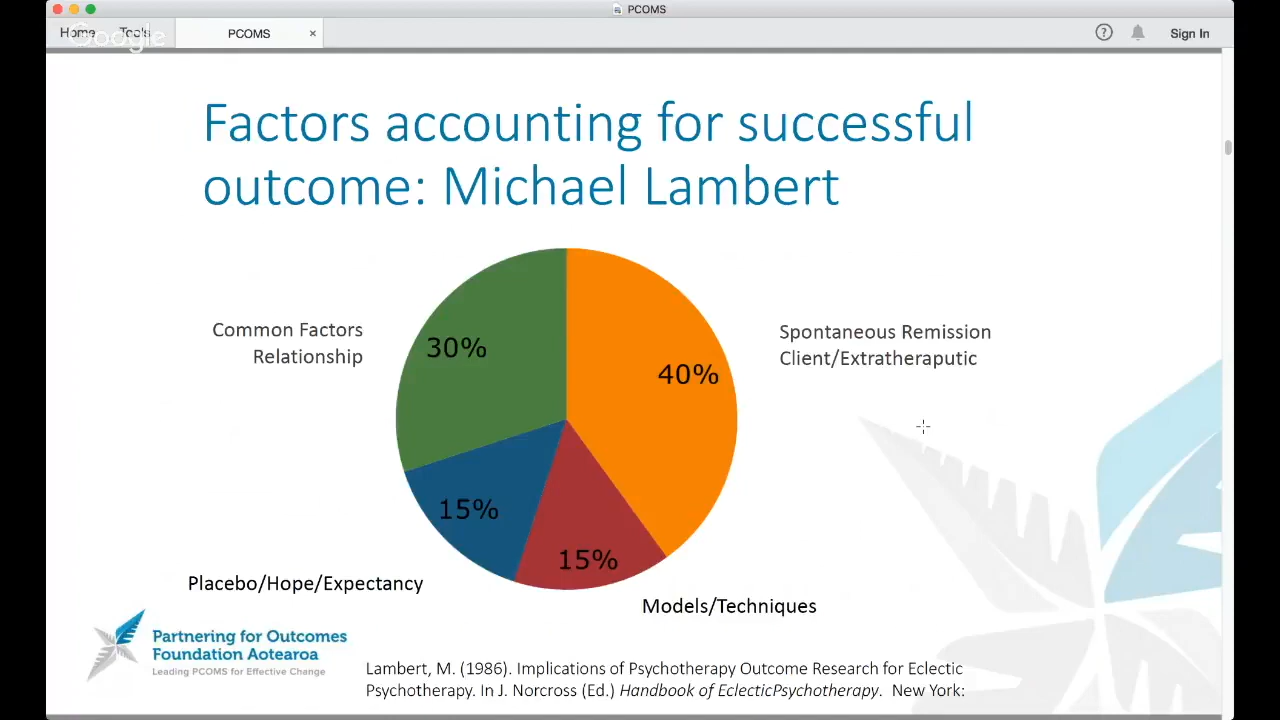 PCOMS
Home Tools PCOMS × ? Sign In
Google
Factors accounting for successful
outcome: Michael Lambert
Common Factors
Relationship
30%
40%
Spontaneous Remission
Client/Extratheraputic
15%
15%
Placebo/Hope/Expectancy
Models/Techniques
Partnering for Outcomes
Foundation Aotearoa
Leading PCOMS for Effective Change
Lambert, M. (1986). Implications of Psychotherapy Outcome Research for Eclectic
Psychotherapy. In J. Norcross (Ed.) Handbook of EclecticPsychotherapy. New York: